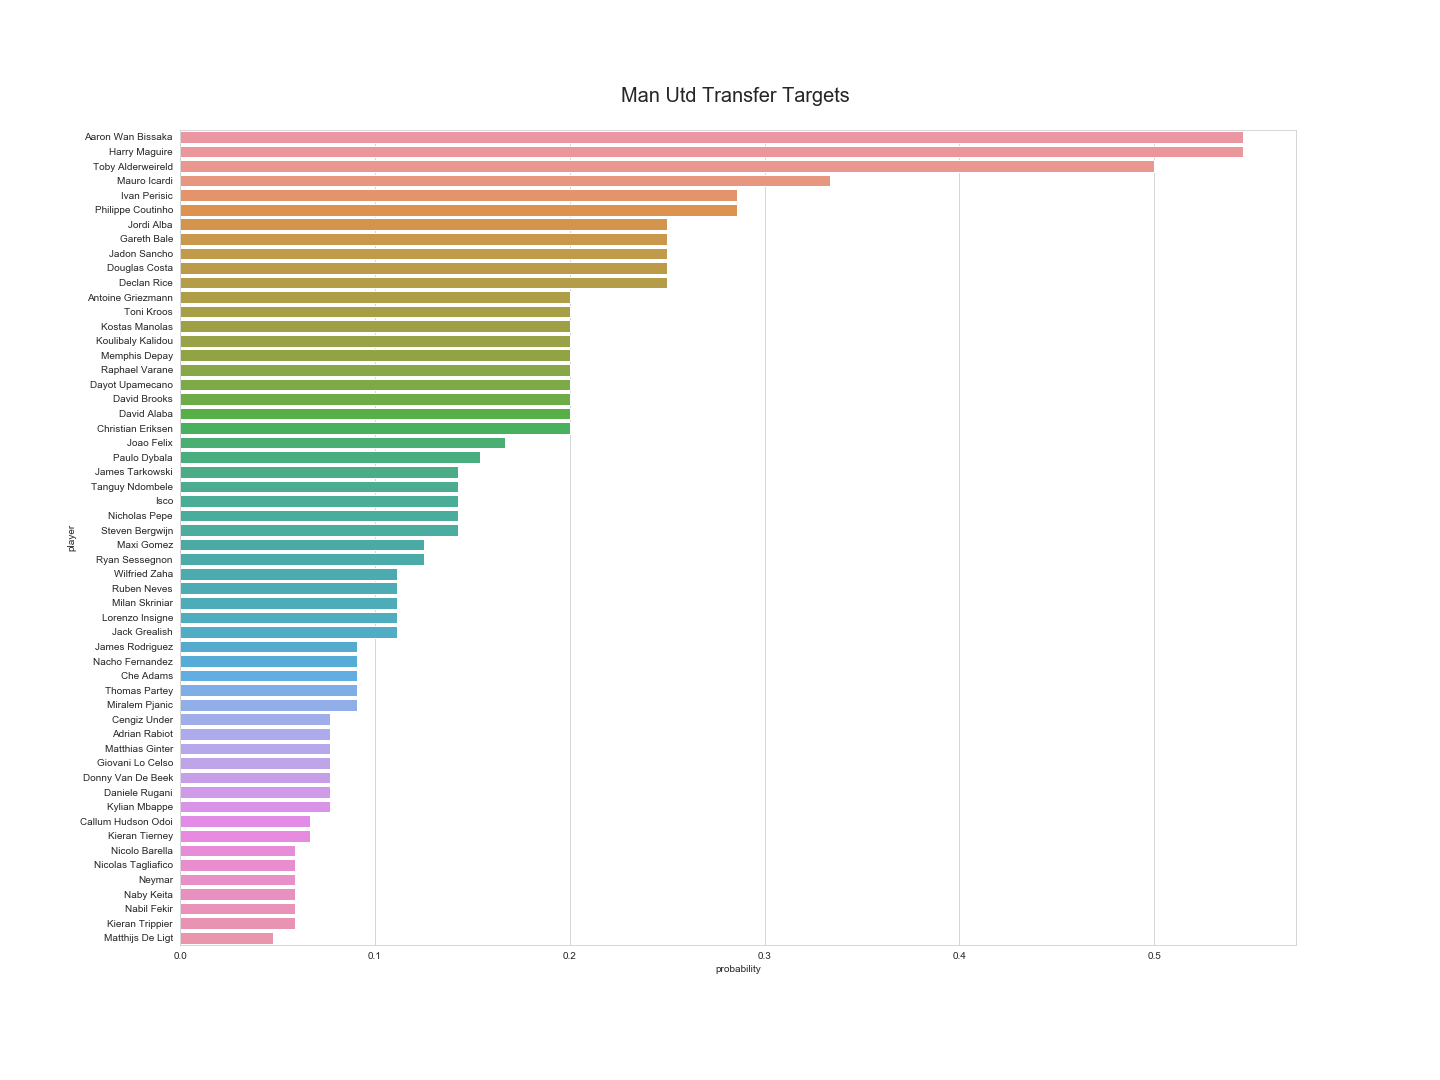 Man Utd Transfer Targets
Aaron Wan Bissaka
Harry Maguire
Toby Alderweireld
Mauro Icardi
Ivan Perisic
Philippe Coutinho
Jordi Alba
Gareth Bale
Jadon Sancho
Douglas Costa
Declan Rice
Antoine Griezmann
Toni Kroos
Kostas Manolas
Koulibaly Kalidou
Memphis Depay
Raphael Varane
Dayot Upamecano
David Brooks
David Alaba
Christian Eriksen
Joao Felix
Paulo Dybala
James Tarkowski
Tanguy Ndombele
Isco
Nicholas Pepe
Steven Bergwijn
Maxi Gomez
Ryan Sessegnon
Wilfried Zaha
Ruben Neves
Milan Skriniar
Lorenzo Insigne
Jack Grealish
James Rodriguez
Nacho Fernandez
Che Adams
Thomas Partey
Miralem Pjanic
Cengiz Under
Adrian Rabiot
Matthias Ginter
Giovani Lo Celso
Donny Van De Beek
Daniele Rugani
Kylian Mbappe
Callum Hudson Odoi
Kieran Tierney
Nicolo Barella
Nicolas Tagliafico
Neymar
Naby Keita
Nabil Fekir
Kieran Trippier
Matthijs De Ligt
player
0.0 0.1 0.2 0.3 0.4 0.5
probability